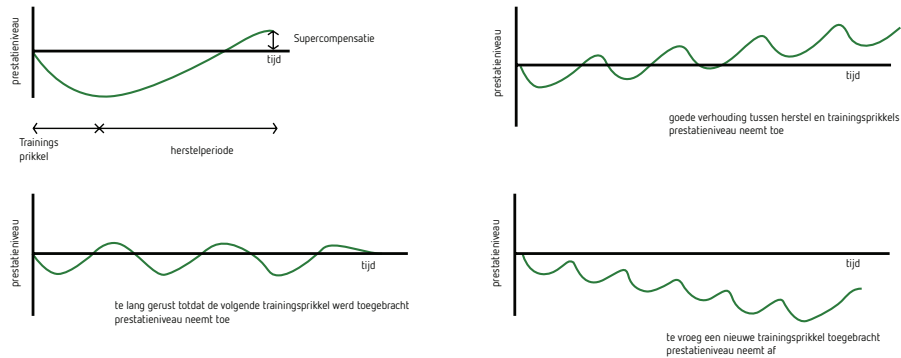 prestatieniveau
Supercompensatie
tijd
Trainings
prikkel
herstelperiode
prestatieniveau
tijd
goede verhouding tussen herstel en trainingsprikkels
prestatieniveau neemt toe
prestatieniveau
tijd
te lang gerust totdat de volgende trainingsprikkel werd toegebracht
prestatieniveau neemt toe
prestatieniveau
tijd
te vroeg een nieuwe trainingsprikkel toegebracht
prestatieniveau neemt af